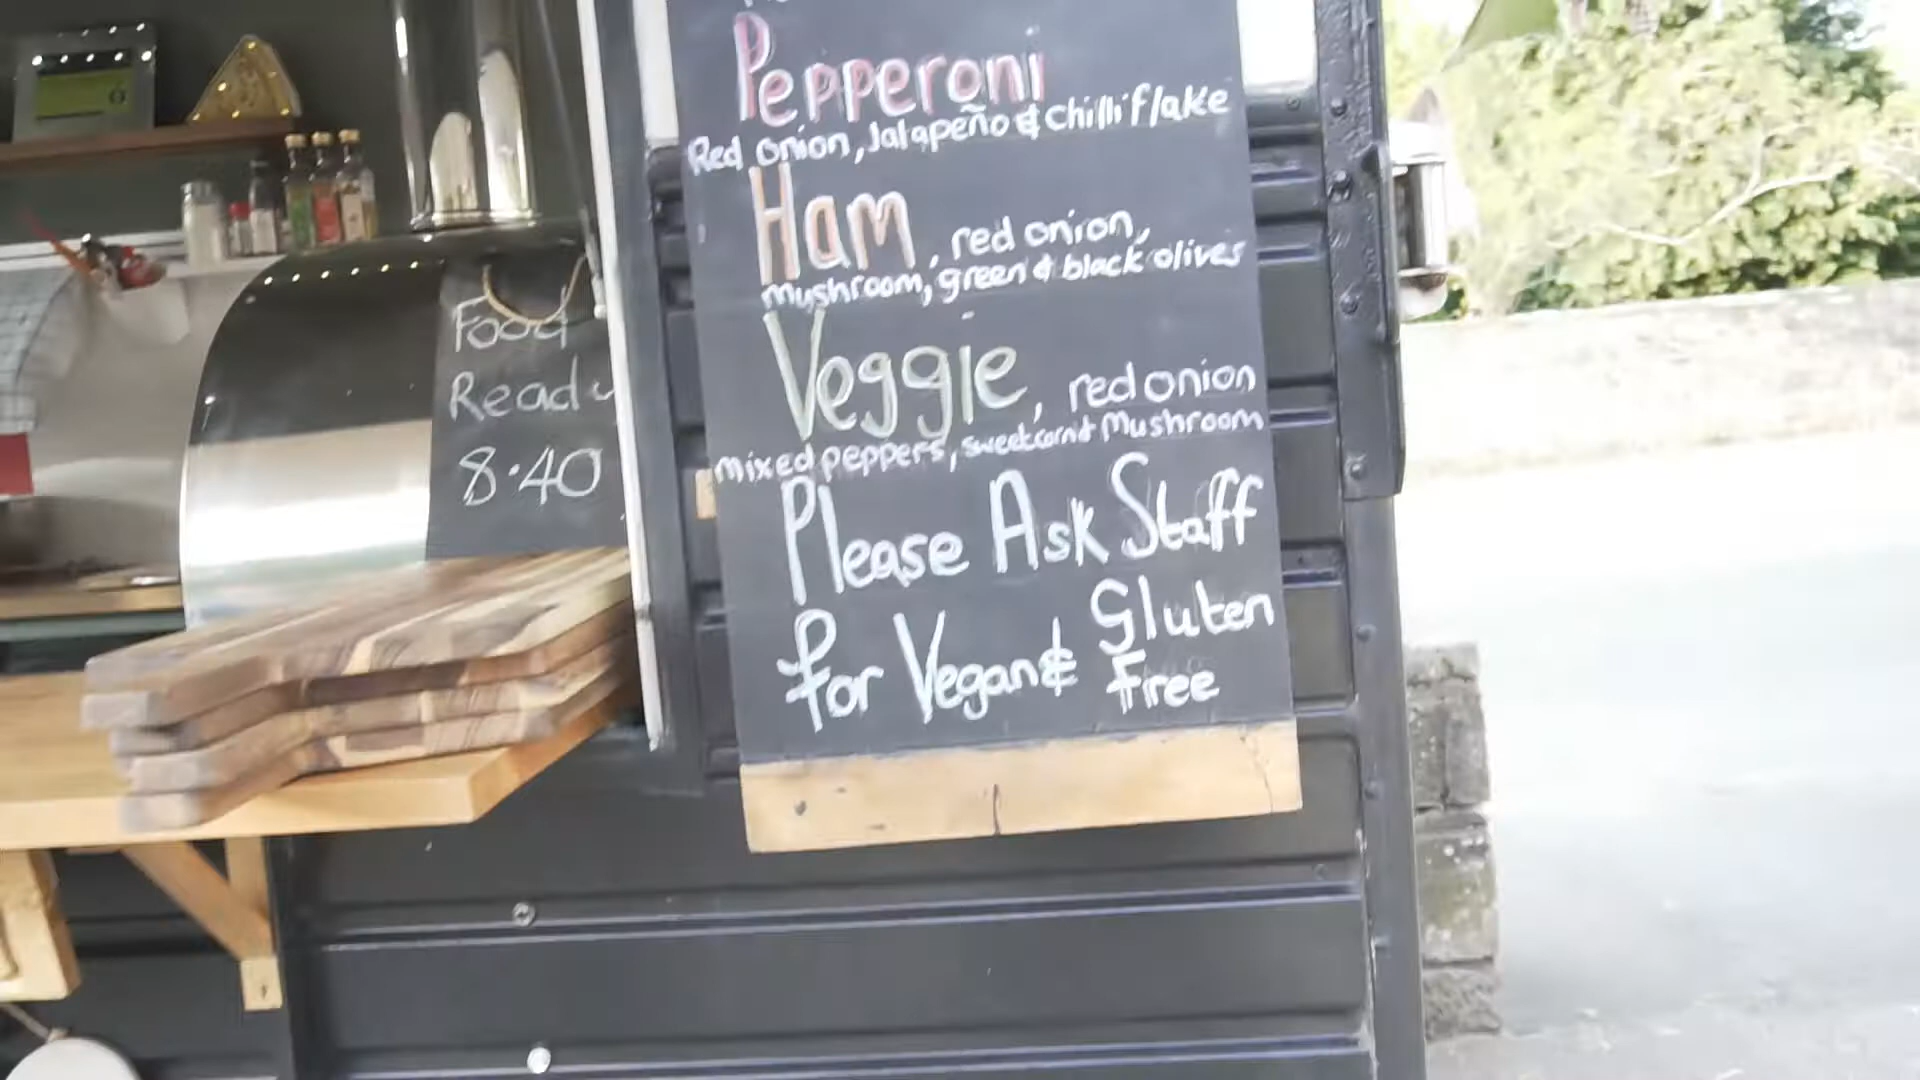 Pepperoni
Red onion, Jalapeño & Chilli flake
Ham, red onion,
Mushroom, green & black olives
Veggie, red onion
mixed peppers, sweetcorn & Mushroom
Please Ask Staff
for Vegan & Gluten
Free
Food
Ready
8.40